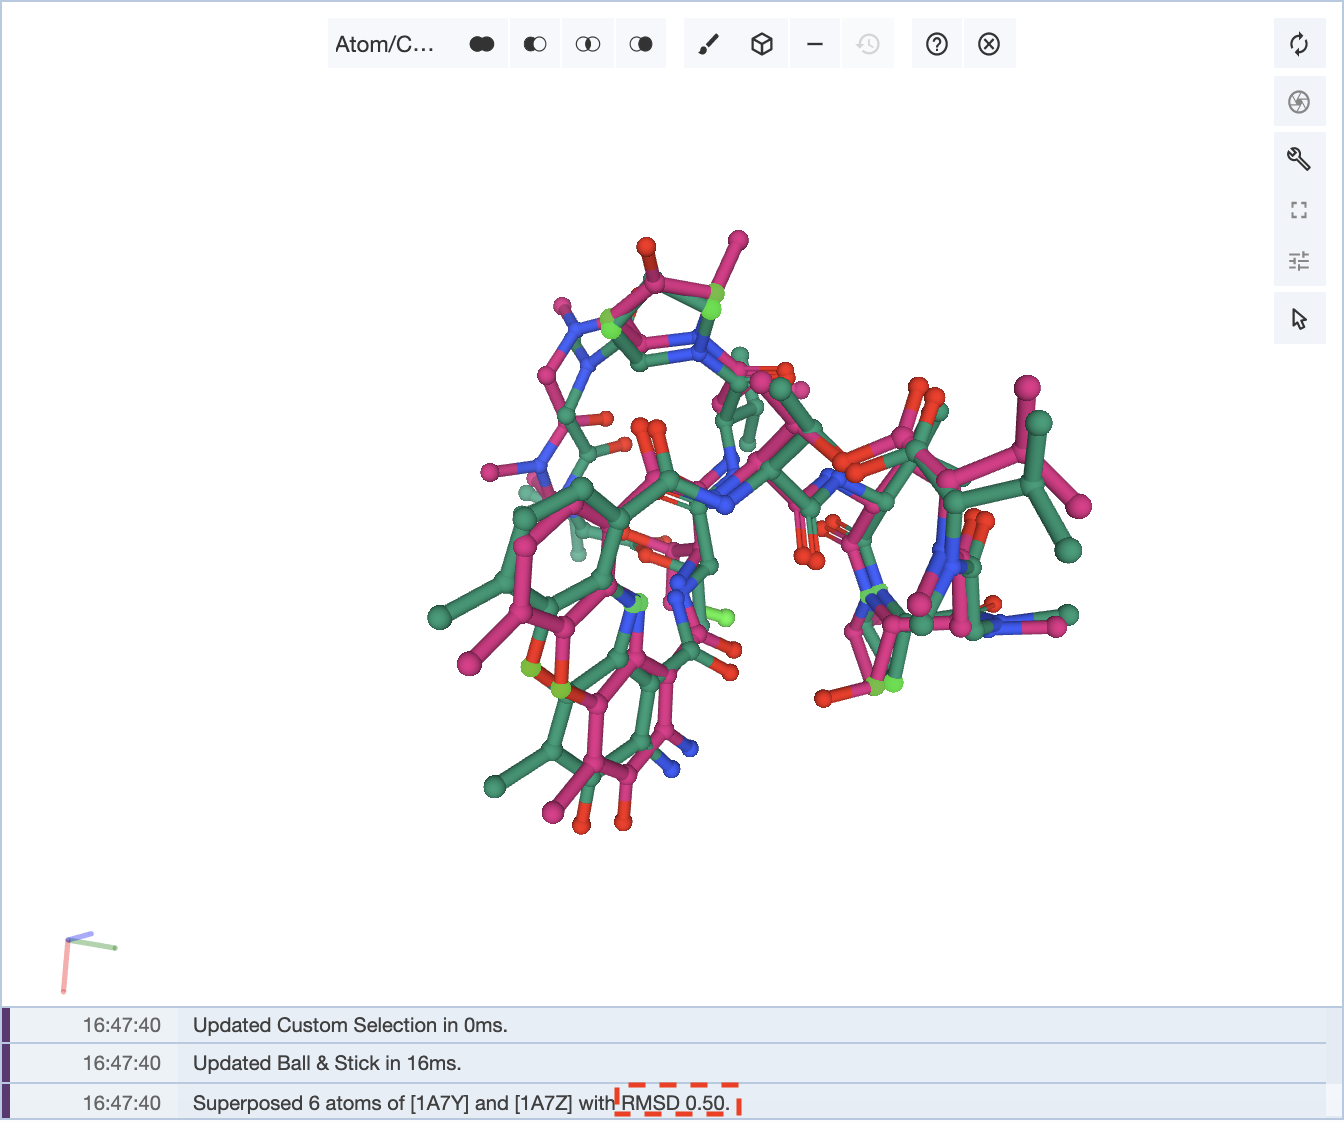 Atom/C...
16:47:40 Updated Custom Selection in 0ms.
16:47:40 Updated Ball & Stick in 16ms.
16:47:40 Superposed 6 atoms of [1A7Y] and [1A7Z] with RMSD 0.50.